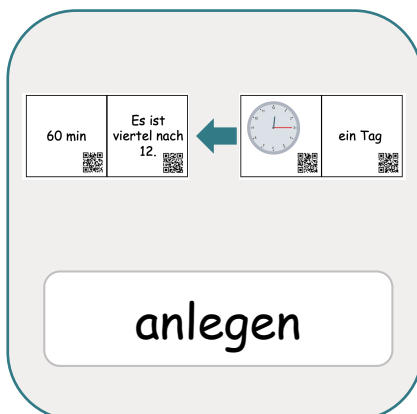 60 min
Es ist
viertel nach
12.
ein Tag
anlegen